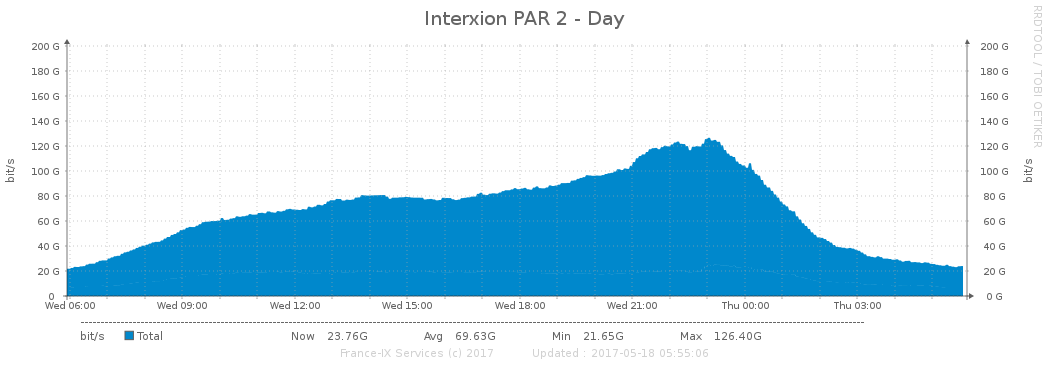 Interxion PAR 2 - Day
RRDTOOL / TOBI OETIKER
200 G 200 G
180 G 180 G
160 G 160 G
140 G 140 G
120 G 120 G
100 G 100 G
80 G 80 G
60 G 60 G
40 G 40 G
20 G 20 G
0 0 G
bit/s
bit/s
Wed 06:00 Wed 09:00 Wed 12:00 Wed 15:00 Wed 18:00 Wed 21:00 Thu 00:00 Thu 03:00
bit/s Total Now 23.76G Avg 69.63G Min 21.65G Max 126.40G
France-IX Services (c) 2017 Updated : 2017-05-18 05:55:06